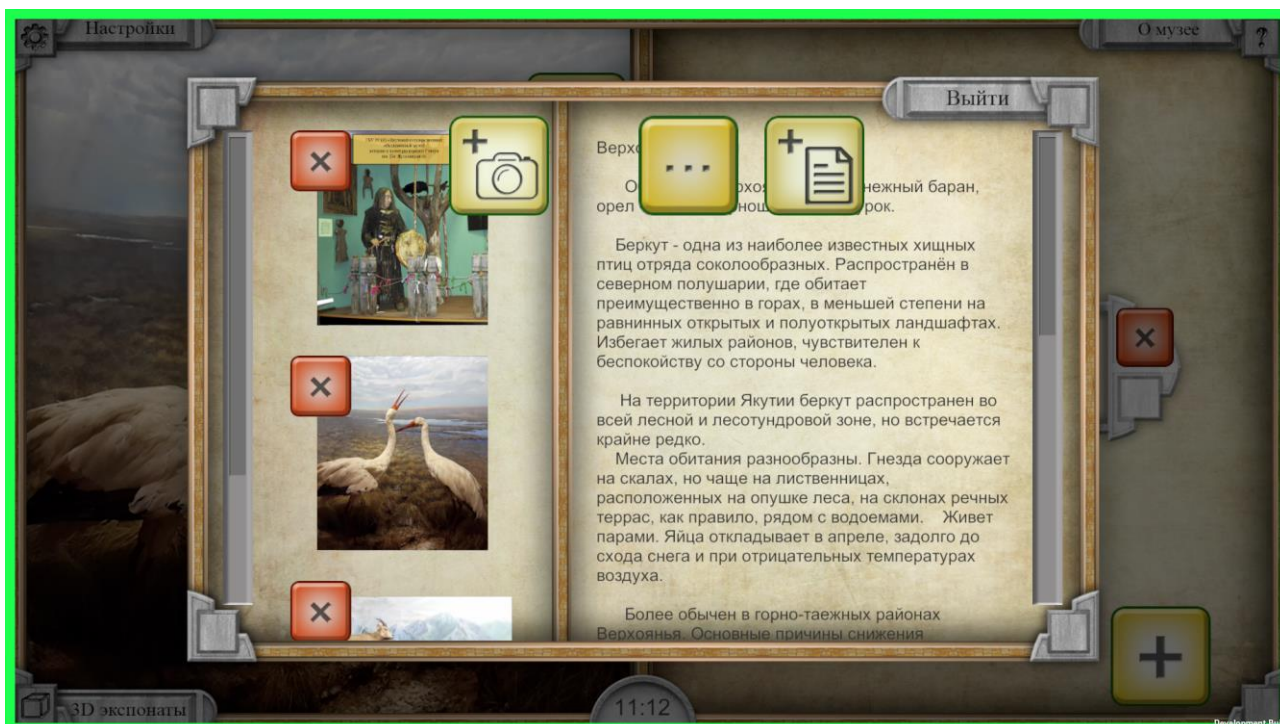 Настройки
О музее
?
Выйти
нежный баран,
орел
Беркут - одна из наиболее известных хищных
птиц отряда соколообразных. Распространён в
северном полушарии, где обитает
преимущественно в горах, в меньшей степени на
равнинных открытых и полуоткрытых ландшафтах.
Избегает жилых районов, чувствителен к
беспокойству со стороны человека.
На территории Якутии беркут распространен во
всей лесной и лесотундровой зоне, но встречается
крайне редко.
Места обитания разнообразны. Гнезда сооружает
на скалах, но чаще на лиственницах,
расположенных на опушке леса, на склонах речных
террас, как правило, рядом с водоемами. Живет
парами. Яйца откладывает в апреле, задолго до
схода снега и при отрицательных температурах
воздуха.
Более обычен в горно-таежных районах
Верхоянья. Основные причины снижения
3D экспонаты
11:12
Development